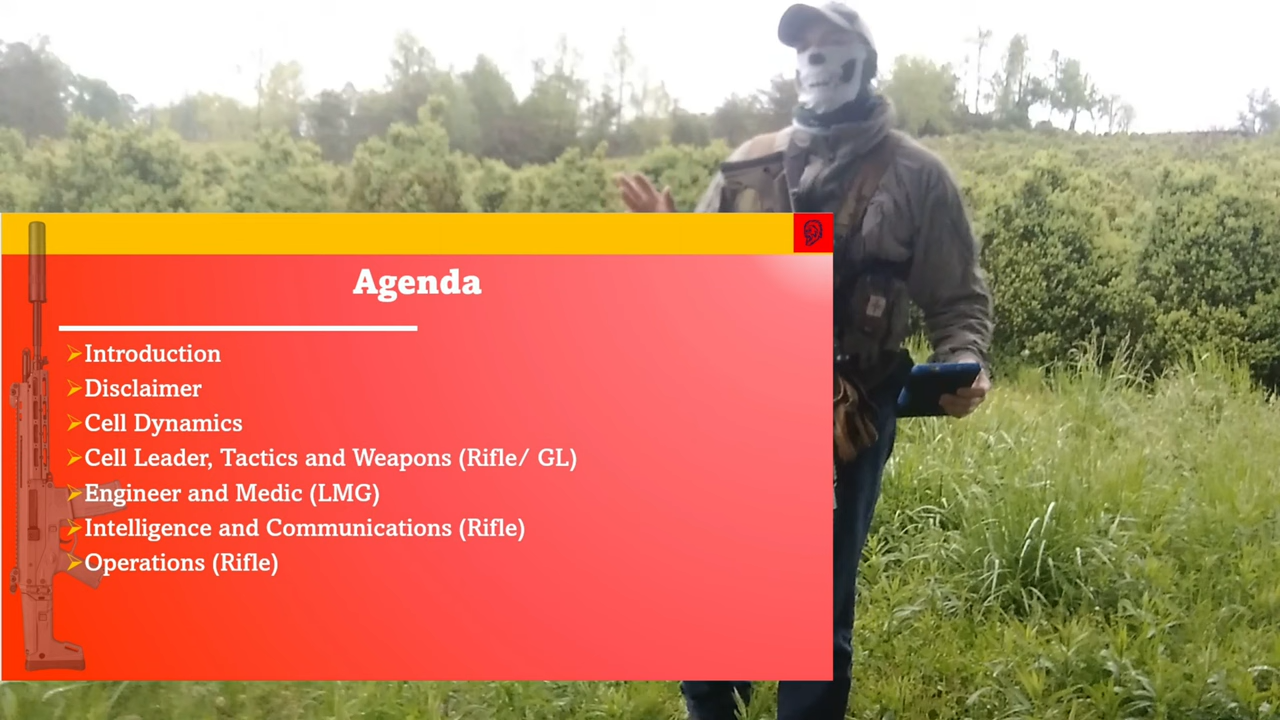 Agenda
Introduction
Disclaimer
Cell Dynamics
Cell Leader, Tactics and Weapons (Rifle/ GL)
Engineer and Medic (LMG)
Intelligence and Communications (Rifle)
Operations (Rifle)